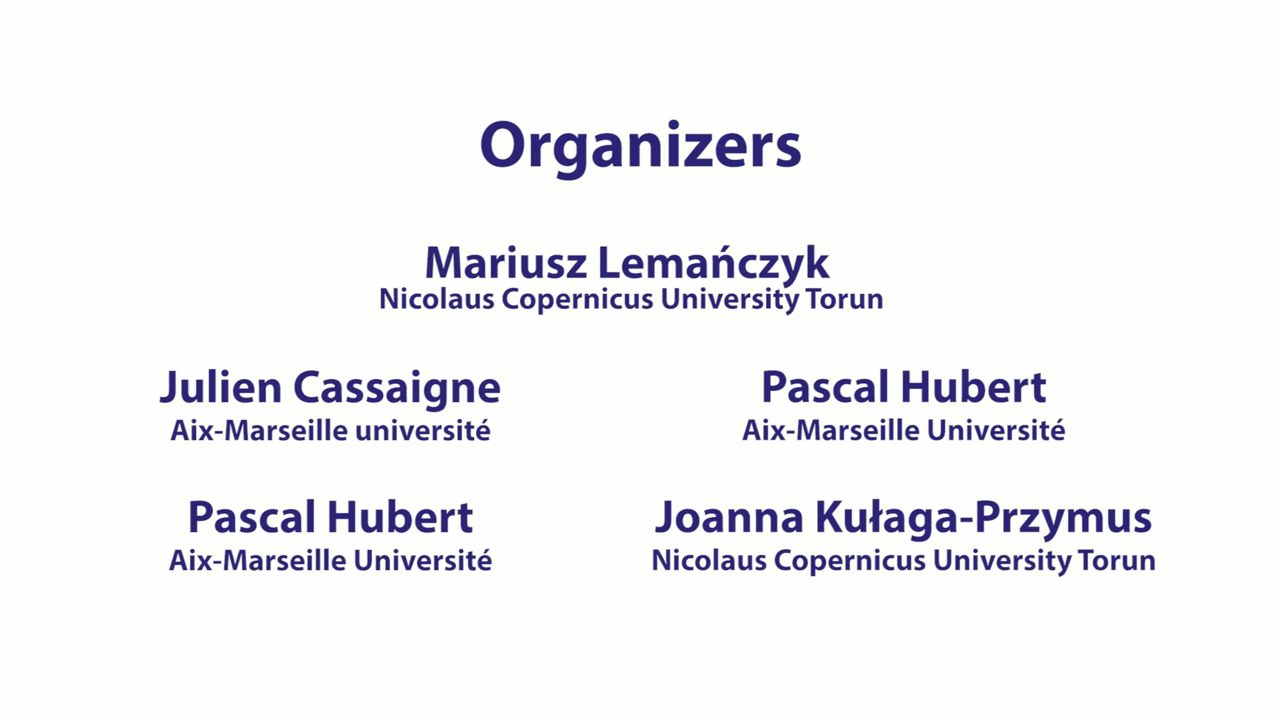 Organizers
Mariusz Lemańczyk
Nicolaus Copernicus University Torun
Julien Cassaigne
Aix-Marseille université
Pascal Hubert
Aix-Marseille Université
Pascal Hubert
Aix-Marseille Université
Joanna Kułaga-Przymus
Nicolaus Copernicus University Torun